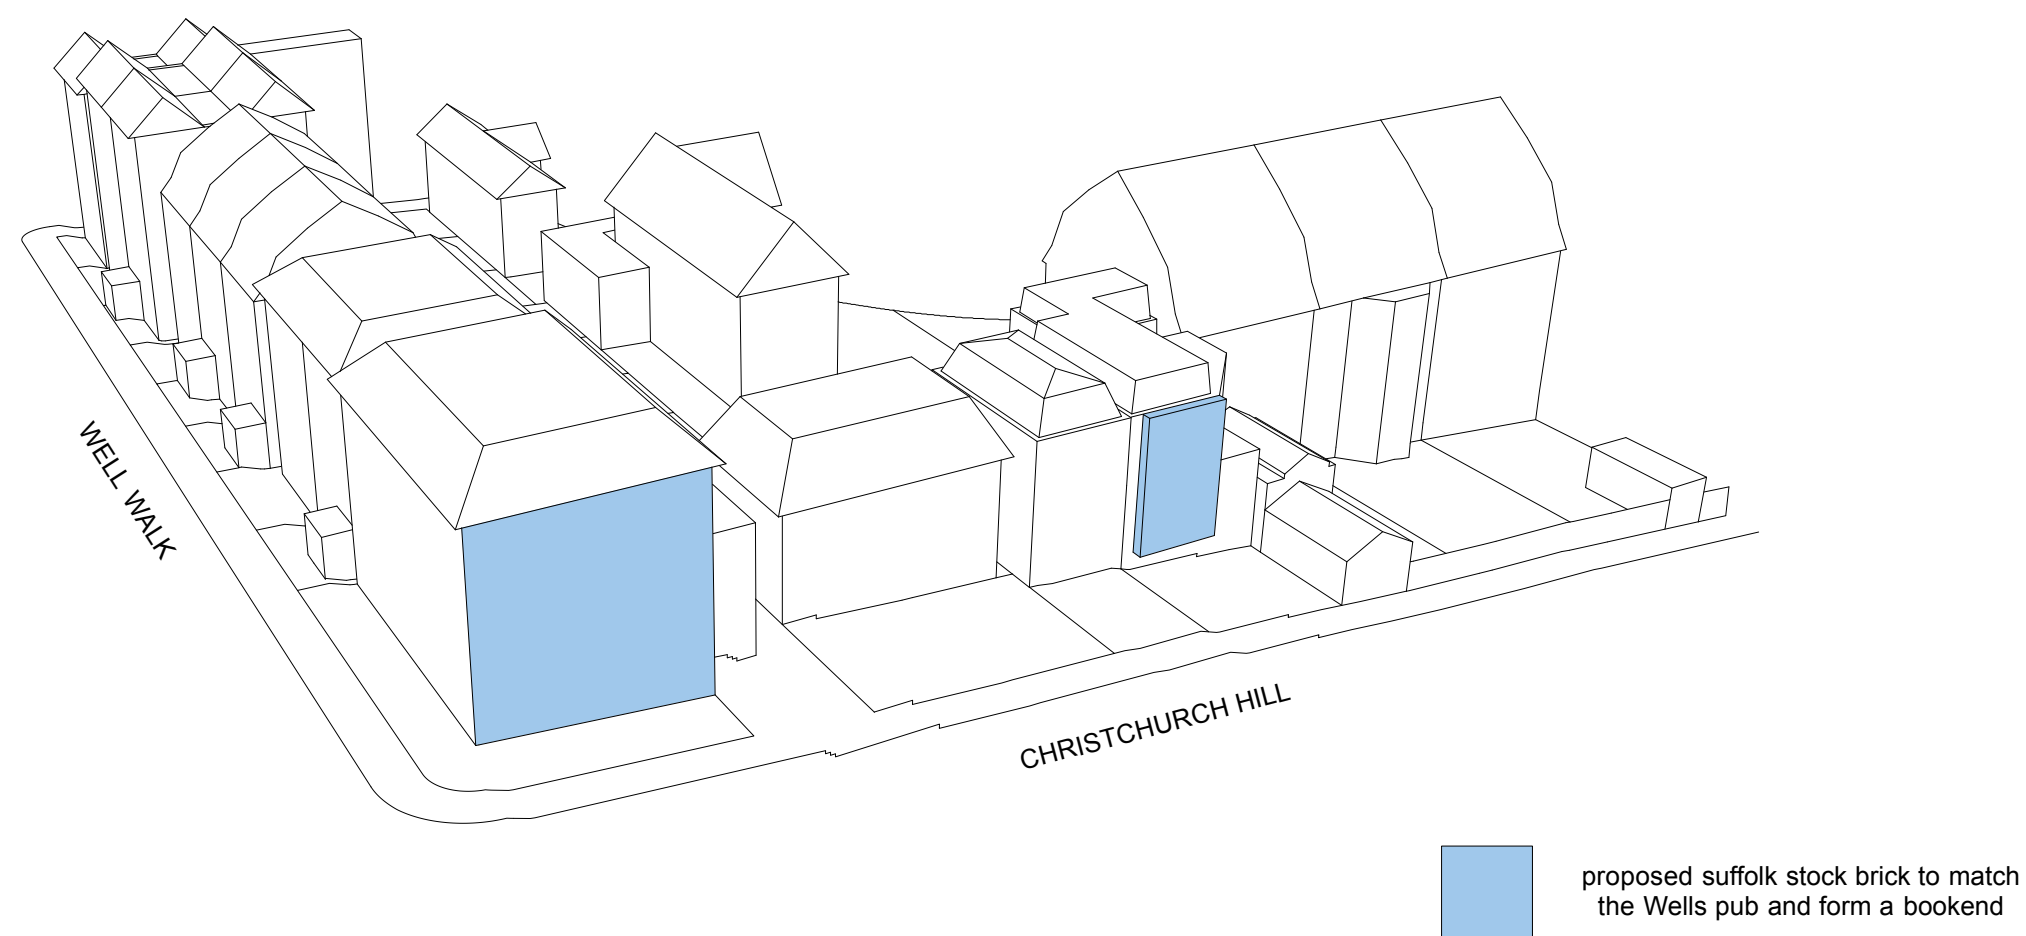 WELL WALK
CHRISTCHURCH HILL
proposed suffolk stock brick to match
the Wells pub and form a bookend